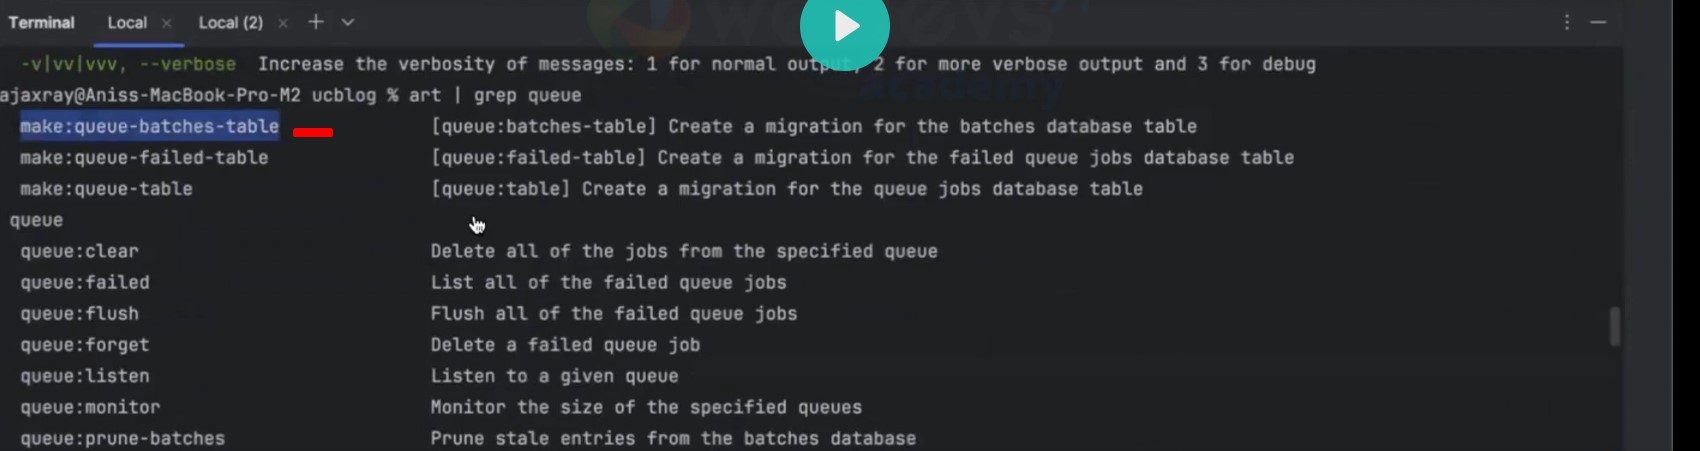 Terminal Local × Local (2) × +
-v|vv|vvv, --verbose Increase the verbosity of messages: 1 for normal output, 2 for more verbose output and 3 for debug
ajaxray@Aniss-MacBook-Pro-M2 ucblog % art | grep queue
make:queue-batches-table [queue:batches-table] Create a migration for the batches database table
make:queue-failed-table [queue:failed-table] Create a migration for the failed queue jobs database table
make:queue-table [queue:table] Create a migration for the queue jobs database table
queue
queue:clear Delete all of the jobs from the specified queue
queue:failed List all of the failed queue jobs
queue:flush Flush all of the failed queue jobs
queue:forget Delete a failed queue job
queue:listen Listen to a given queue
queue:monitor Monitor the size of the specified queues
queue:prune-batches Prune stale entries from the batches database